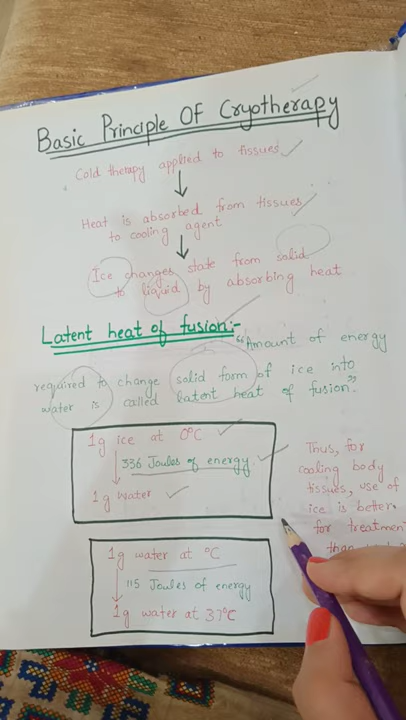 Basic Principle OF Cryotherapy
Cold therapy applied to tissues
Heat is absorbed from tissues
to cooling agent
Ice changes state from solid
to liquid by absorbing heat
Latent heat of fusion:-
"Amount of energy
required to change solid form of ice into
water is called latent heat of fusion"
1g ice at 0°C
336 Joules of energy
1g water
Thus, for
cooling body
tissues, use of
ice is better
for treatment
than
1g water at °C
115 Joules of energy
1g water at 37°C